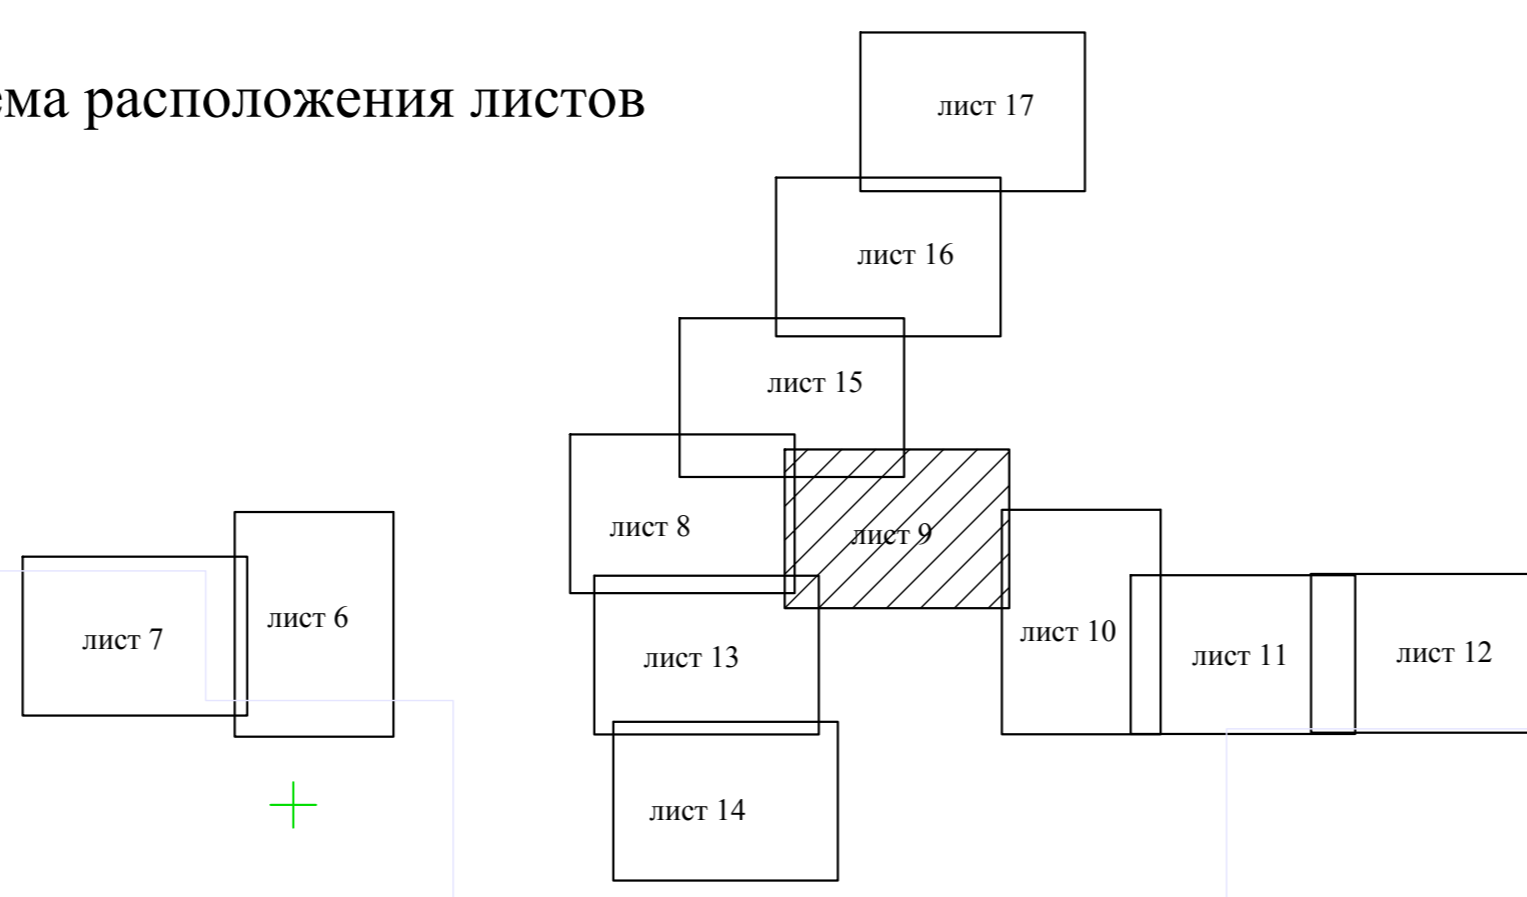 ема расположения листов
лист 17
лист 16
лист 15
лист 8
лист 9
лист 6
лист 7
лист 10
лист 11
лист 12
лист 13
лист 14